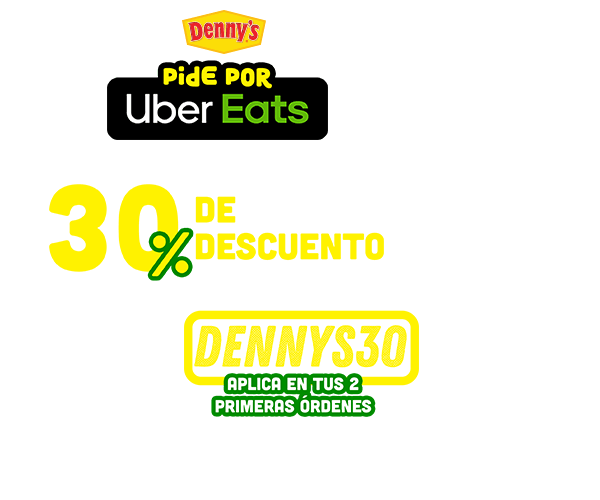 Denny's
PiDE POR
Uber Eats
30% DE
DESCUENTO
DENNYS30
APLICA EN TUS 2
PRIMERAS ÓRDENES